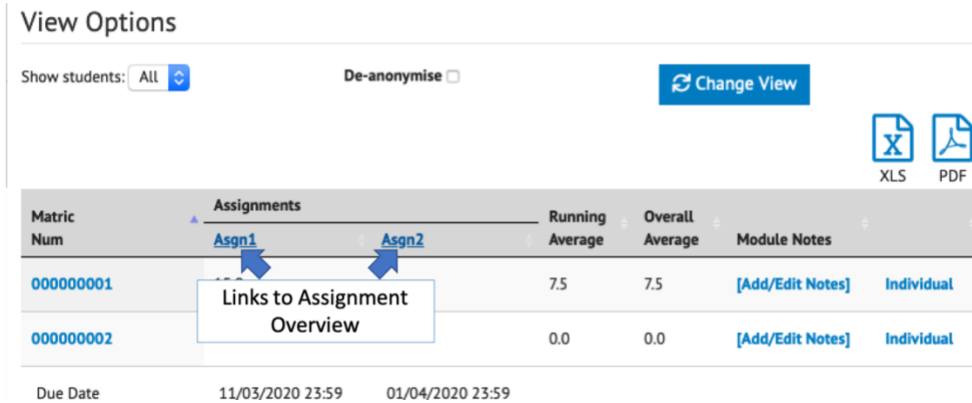 View Options
Show students: All
De-anonymise
Change View
XLS PDF
Matric Num
Assignments
Asgn1 Asgn2
Running Average
Overall Average
Module Notes
000000001 7.5 7.5 [Add/Edit Notes] Individual
Links to Assignment
Overview
000000002 0.0 0.0 [Add/Edit Notes] Individual
Due Date 11/03/2020 23:59 01/04/2020 23:59